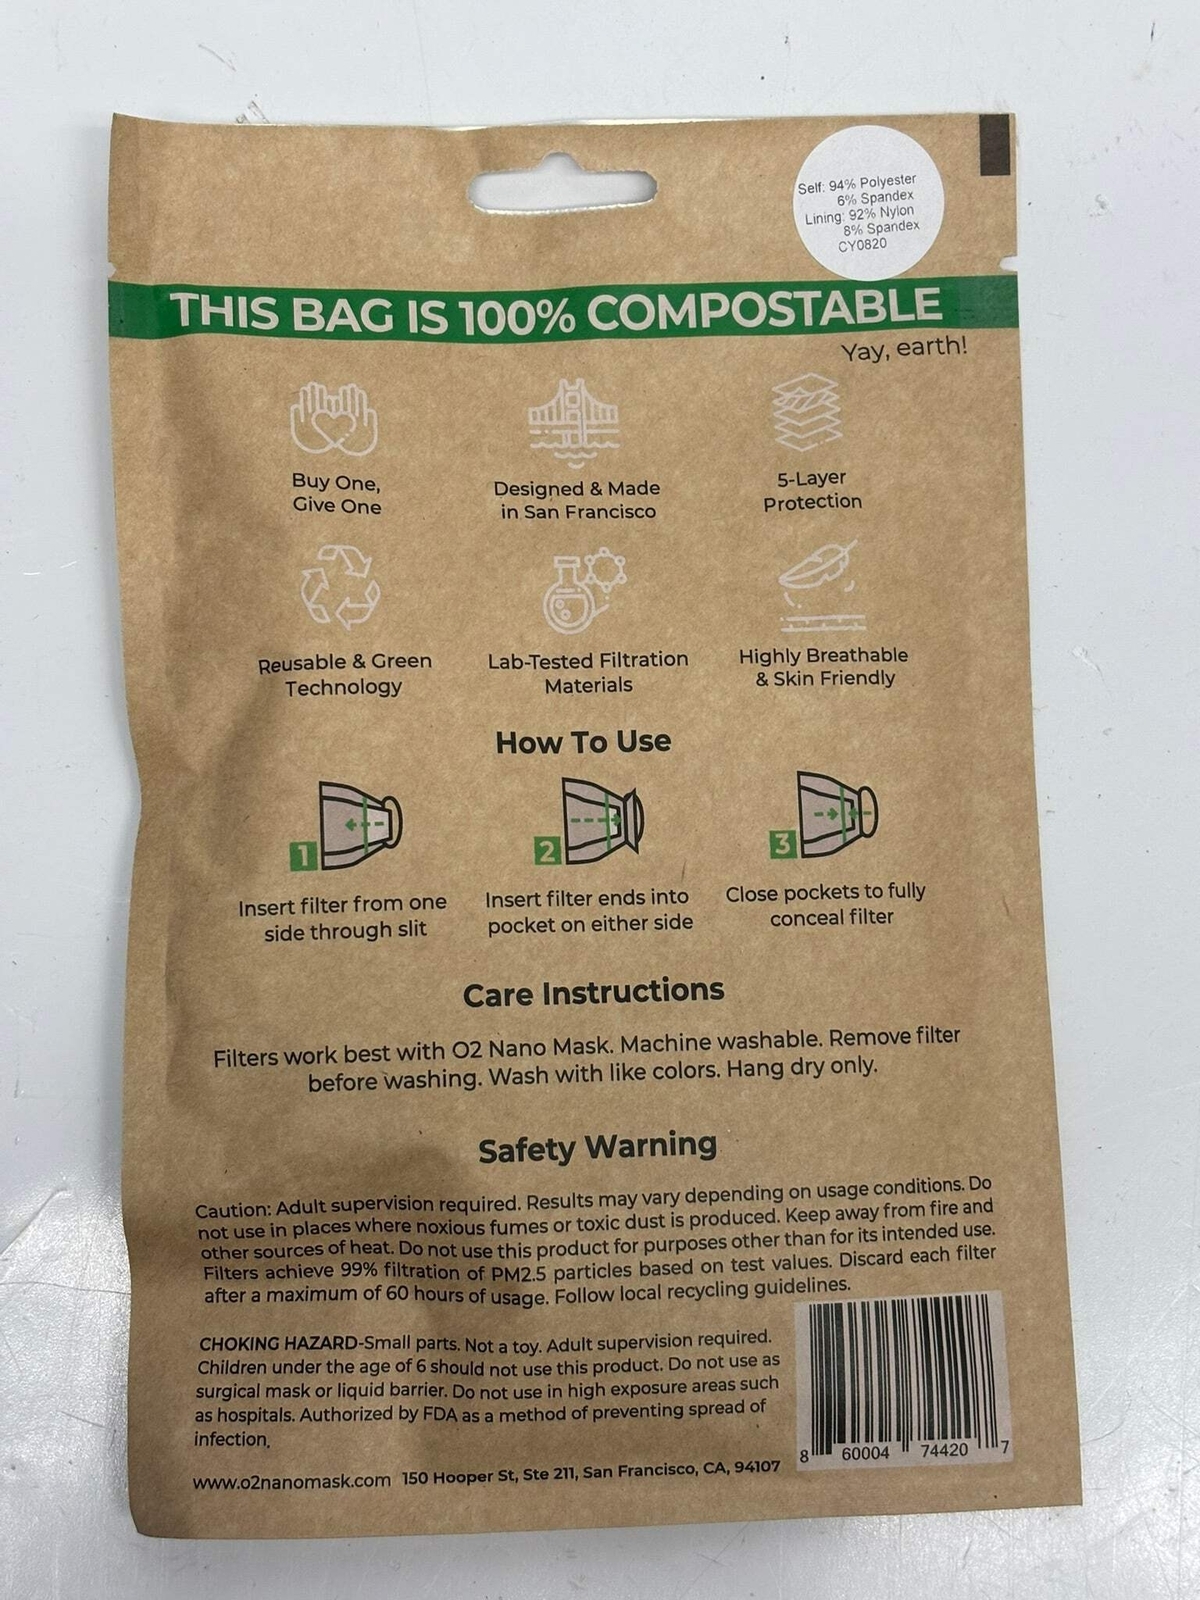 Self: 94% Polyester
6% Spandex
Lining: 92% Nylon
8% Spandex
CY0820
THIS BAG IS 100% COMPOSTABLE
Yay, earth!
Buy One,
Give One
Designed & Made
in San Francisco
5-Layer
Protection
Reusable & Green
Technology
Lab-Tested Filtration
Materials
Highly Breathable
& Skin Friendly
How To Use
1
Insert filter from one
side through slit
2
Insert filter ends into
pocket on either side
3
Close pockets to fully
conceal filter
Care Instructions
Filters work best with O2 Nano Mask. Machine washable. Remove filter
before washing. Wash with like colors. Hang dry only.
Safety Warning
Caution: Adult supervision required. Results may vary depending on usage conditions. Do
not use in places where noxious fumes or toxic dust is produced. Keep away from fire and
other sources of heat. Do not use this product for purposes other than for its intended use.
Filters achieve 99% filtration of PM2.5 particles based on test values. Discard each filter
after a maximum of 60 hours of usage. Follow local recycling guidelines.
CHOKING HAZARD-Small parts. Not a toy. Adult supervision required.
Children under the age of 6 should not use this product. Do not use as
surgical mask or liquid barrier. Do not use in high exposure areas such
as hospitals. Authorized by FDA as a method of preventing spread of
infection.
www.o2nanomask.com 150 Hooper St, Ste 211, San Francisco, CA, 94107
8 60004 74420 7